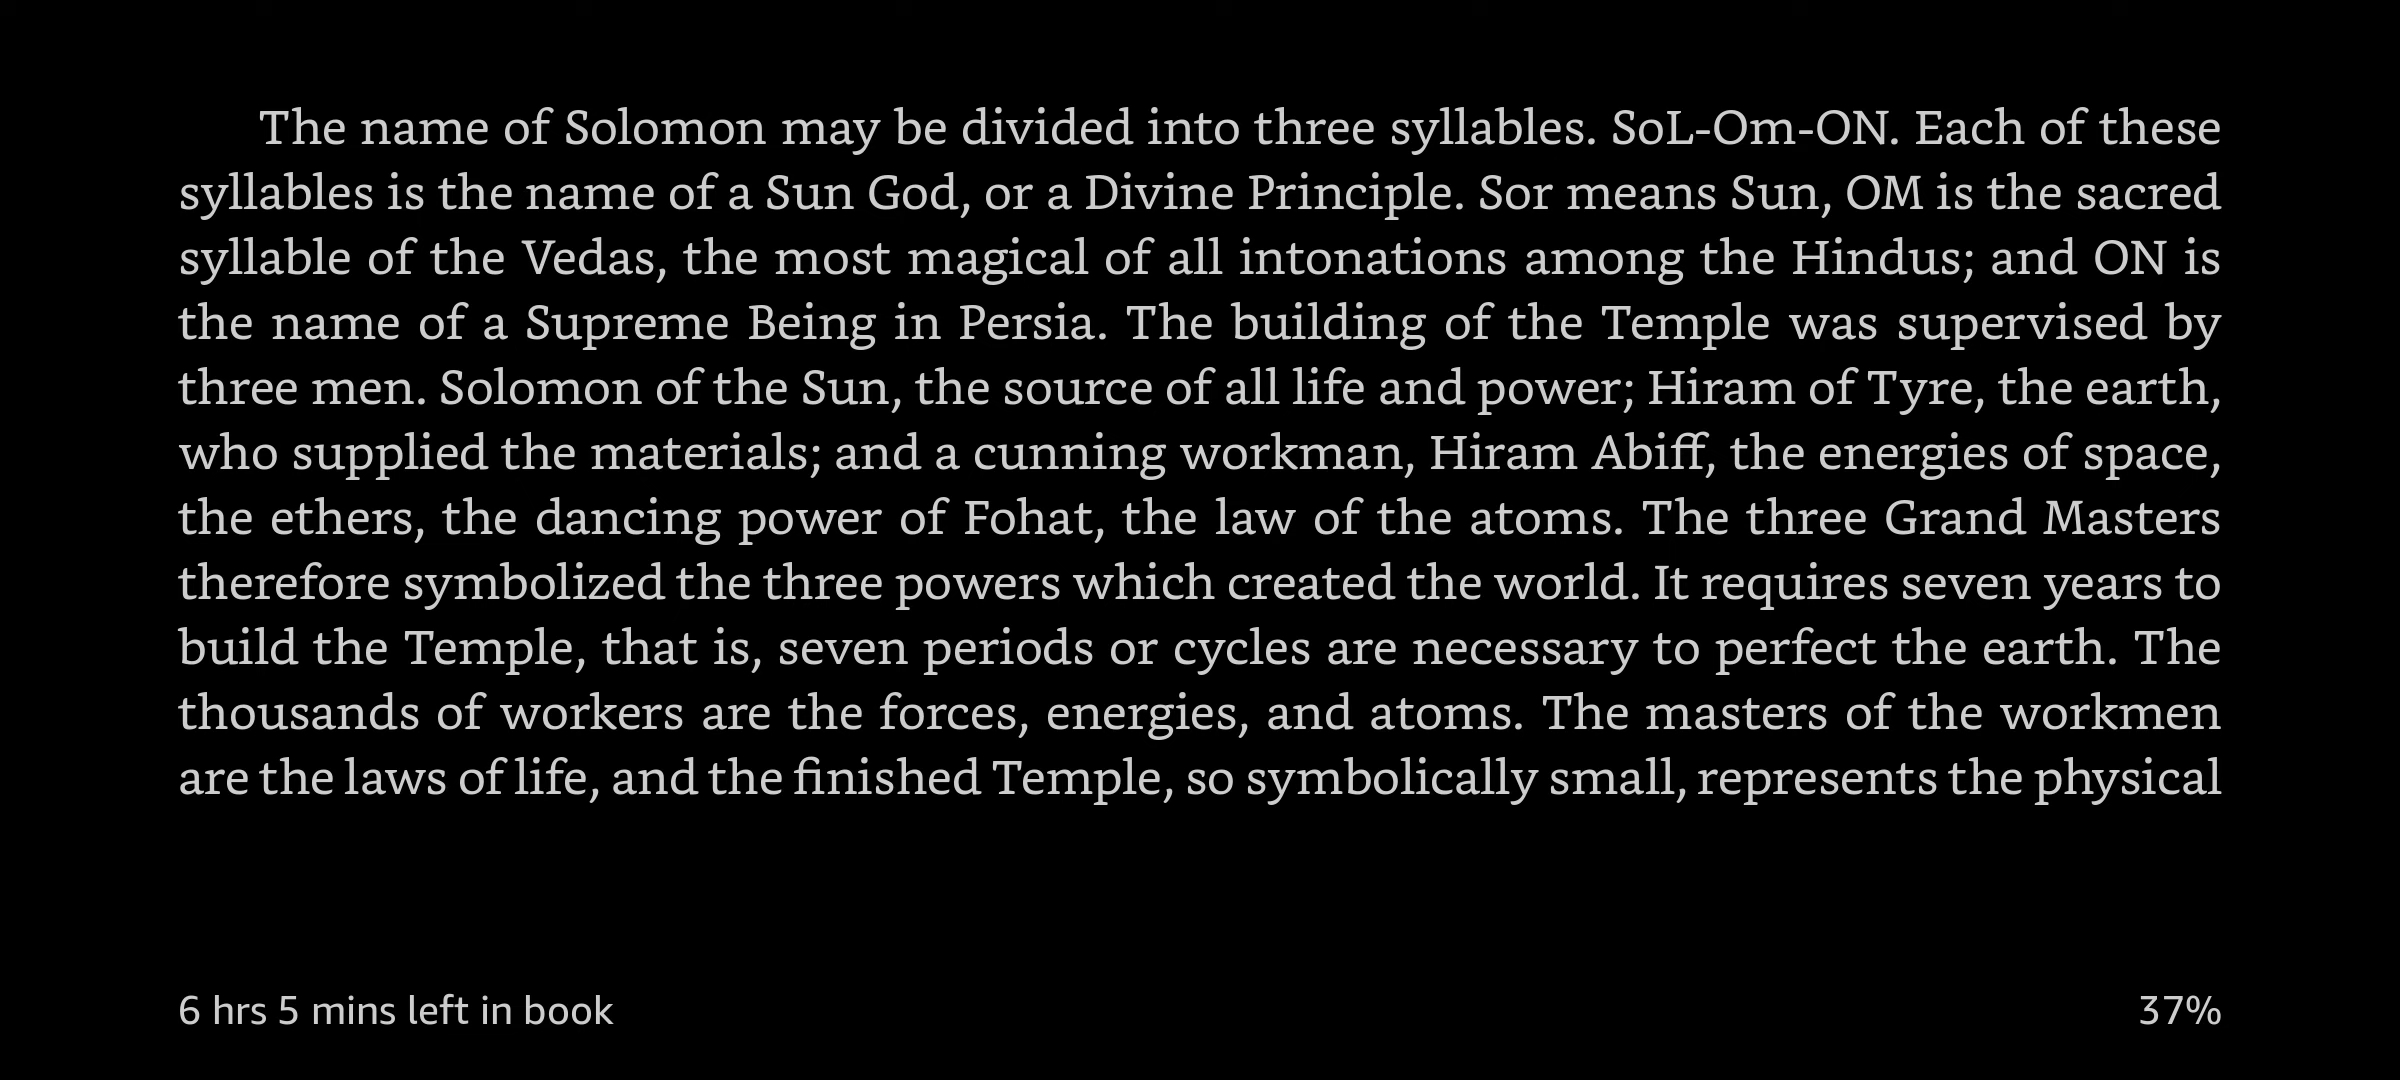 The name of Solomon may be divided into three syllables. SoL-Om-ON. Each of these
syllables is the name of a Sun God, or a Divine Principle. Sor means Sun, OM is the sacred
syllable of the Vedas, the most magical of all intonations among the Hindus; and ON is
the name of a Supreme Being in Persia. The building of the Temple was supervised by
three men. Solomon of the Sun, the source of all life and power; Hiram of Tyre, the earth,
who supplied the materials; and a cunning workman, Hiram Abiff, the energies of space,
the ethers, the dancing power of Fohat, the law of the atoms. The three Grand Masters
therefore symbolized the three powers which created the world. It requires seven years to
build the Temple, that is, seven periods or cycles are necessary to perfect the earth. The
thousands of workers are the forces, energies, and atoms. The masters of the workmen
are the laws of life, and the finished Temple, so symbolically small, represents the physical
6 hrs 5 mins left in book
37%